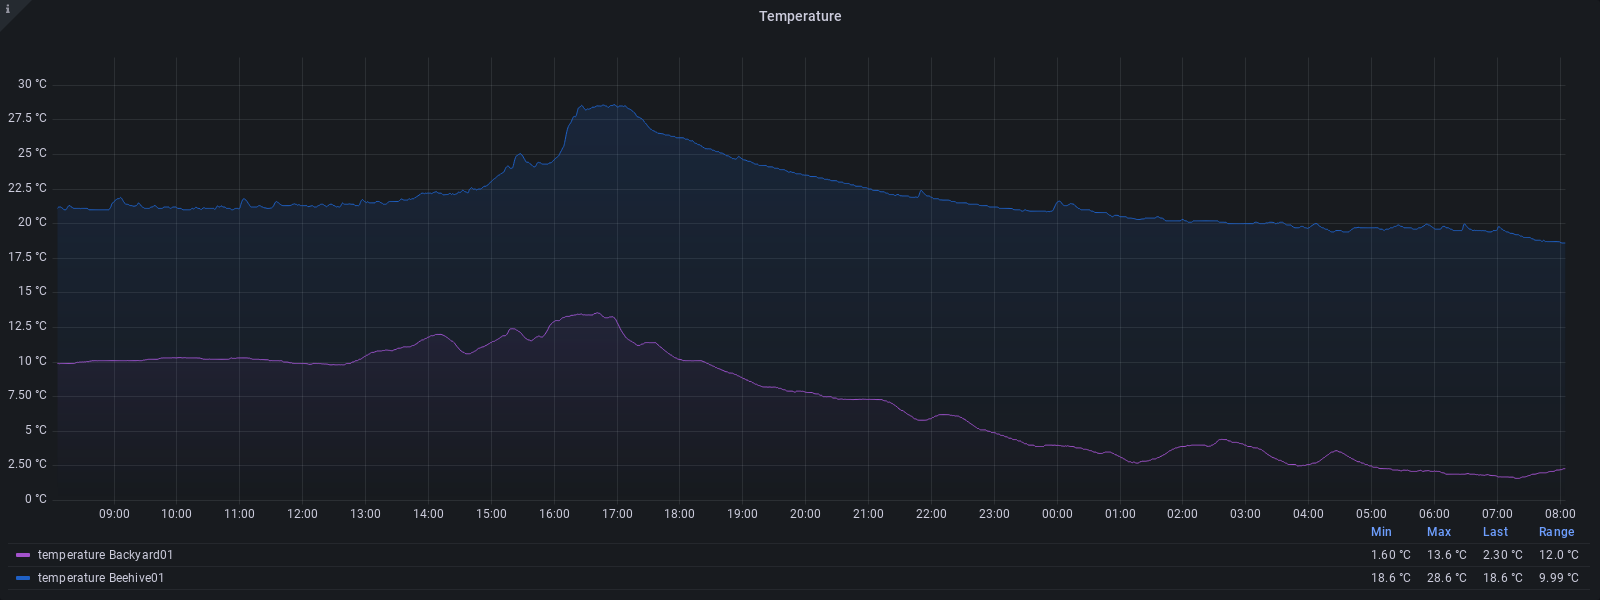 i
Temperature
30 °C
27.5 °C
25 °C
22.5 °C
20 °C
17.5 °C
15 °C
12.5 °C
10 °C
7.50 °C
5 °C
2.50 °C
0 °C
09:00 10:00 11:00 12:00 13:00 14:00 15:00 16:00 17:00 18:00 19:00 20:00 21:00 22:00 23:00 00:00 01:00 02:00 03:00 04:00 05:00 06:00 07:00 08:00
Min Max Last Range
temperature Backyard01 1.60 °C 13.6 °C 2.30 °C 12.0 °C
temperature Beehive01 18.6 °C 28.6 °C 18.6 °C 9.99 °C